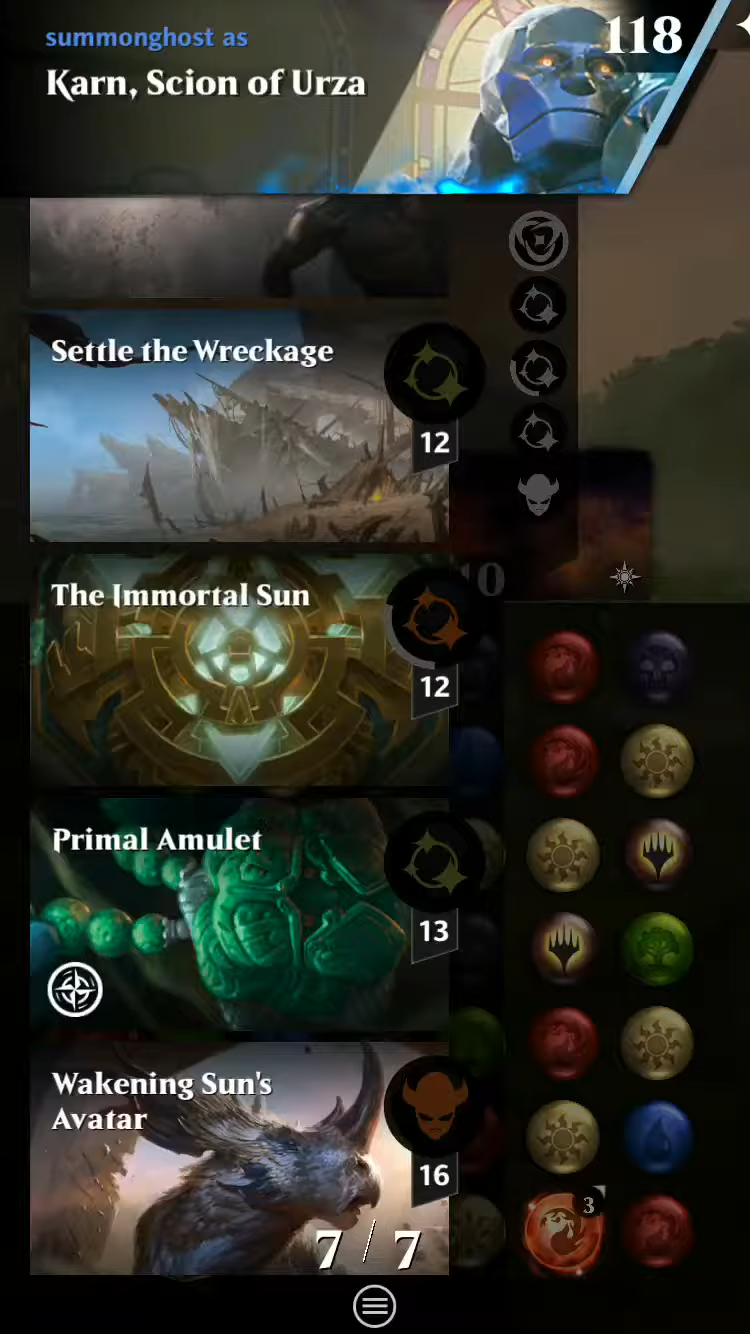 summonghost as
118
Karn, Scion of Urza
Settle the Wreckage
12
The Immortal Sun
10
12
Primal Amulet
13
Wakening Sun's
Avatar
16
7 / 7
3